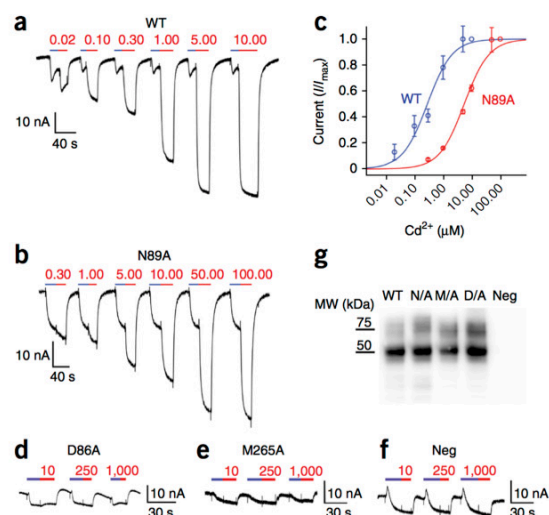 a
WT
0.02 0.10 0.30 1.00 5.00 10.00
10 nA
40 s
b
N89A
0.30 1.00 5.00 10.00 50.00 100.00
10 nA
40 s
c
1.0
0.8
0.6
0.4
0.2
0
Current (I/Imax)
WT
N89A
0.01 0.10 1.00 10.00 100.00
Cd2+ (μM)
g
WT N/A M/A D/A Neg
MW (kDa)
75
50
d
D86A
10 250 1,000
10 nA
30 s
e
M265A
10 250 1,000
10 nA
30 s
f
Neg
10 250 1,000
10 nA
30 s